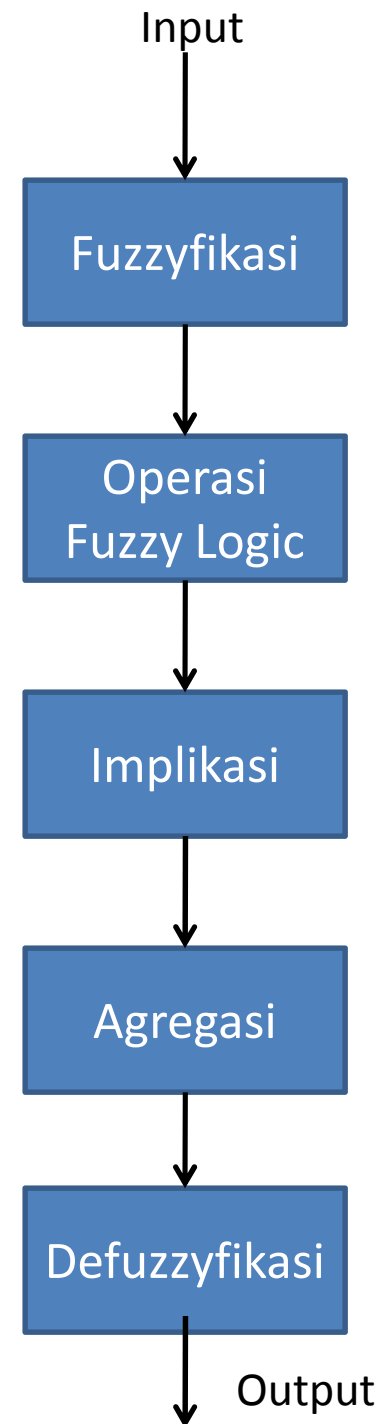 Input
Fuzzyfikasi
Operasi
Fuzzy Logic
Implikasi
Agregasi
Defuzzyfikasi
Output